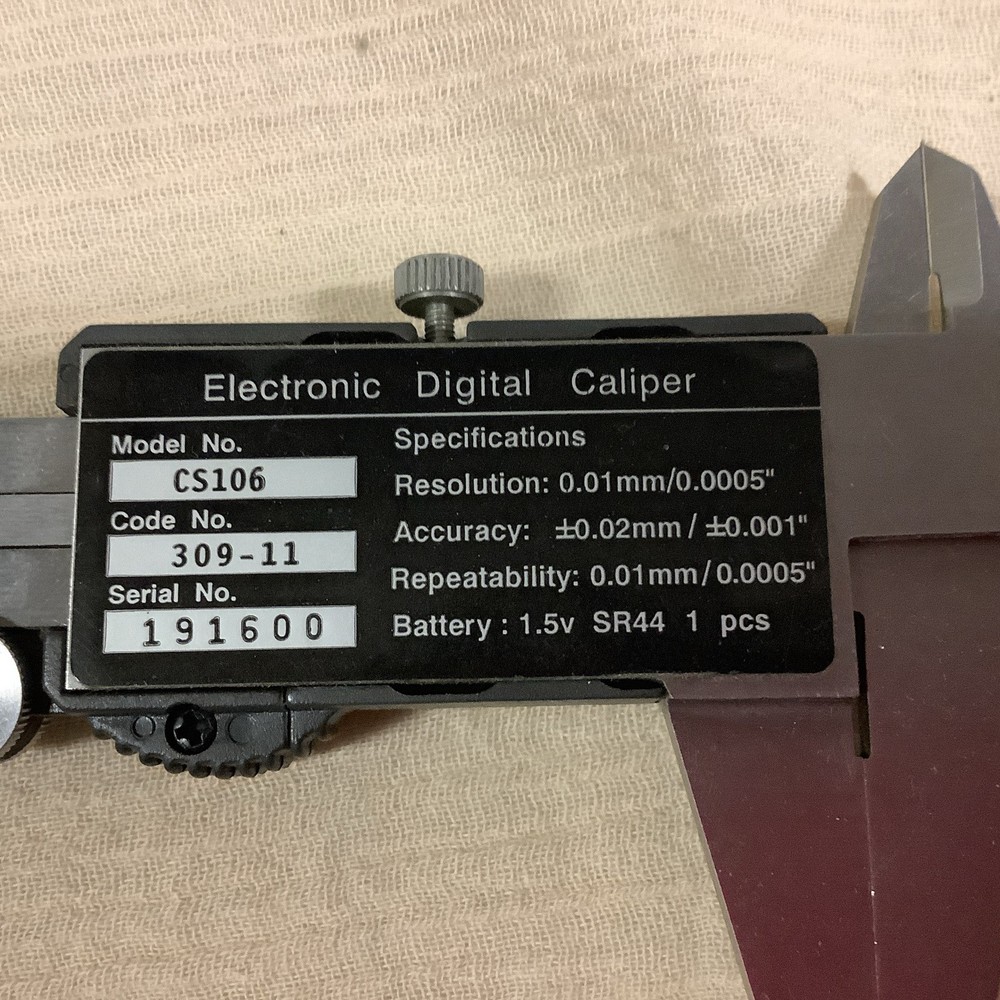 Electronic Digital Caliper
Model No.
CS106
Code No.
309-11
Serial No.
191600
Specifications
Resolution: 0.01mm/0.0005"
Accuracy: ±0.02mm / ±0.001"
Repeatability: 0.01mm/0.0005"
Battery : 1.5v SR44 1 pcs